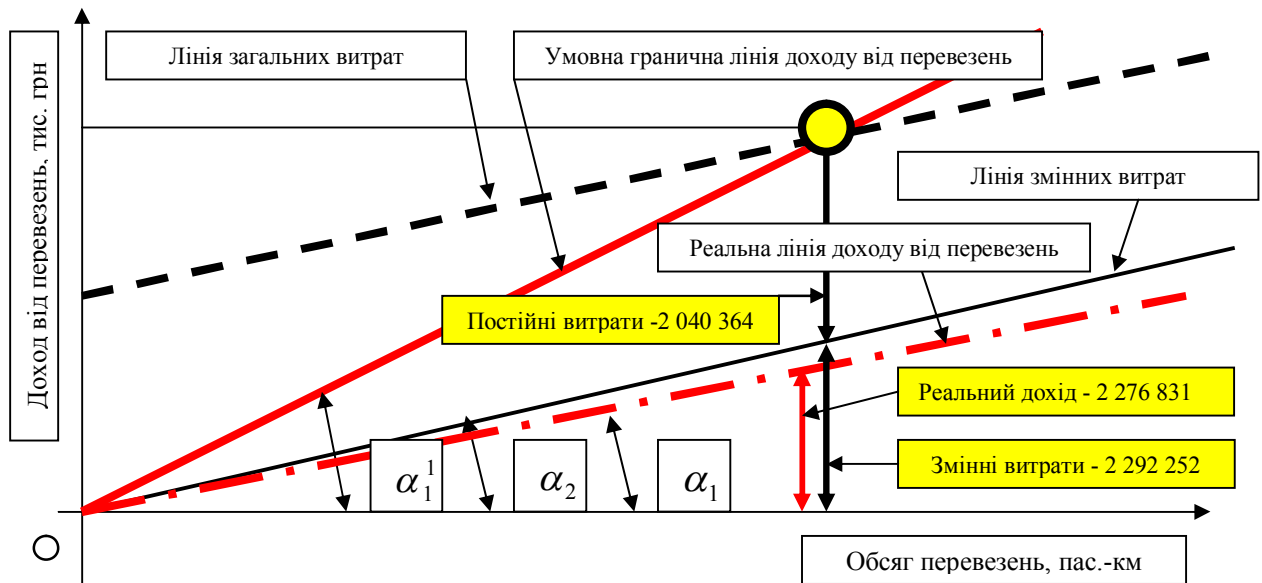 Доход від перевезень, тис. грн
Лінія загальних витрат
Умовна гранична лінія доходу від перевезень
Лінія змінних витрат
Реальна лінія доходу від перевезень
Постійні витрати -2 040 364
Реальний дохід - 2 276 831
Змінні витрати - 2 292 252
α₁¹
α₂
α₁
О
Обсяг перевезень, пас.-км